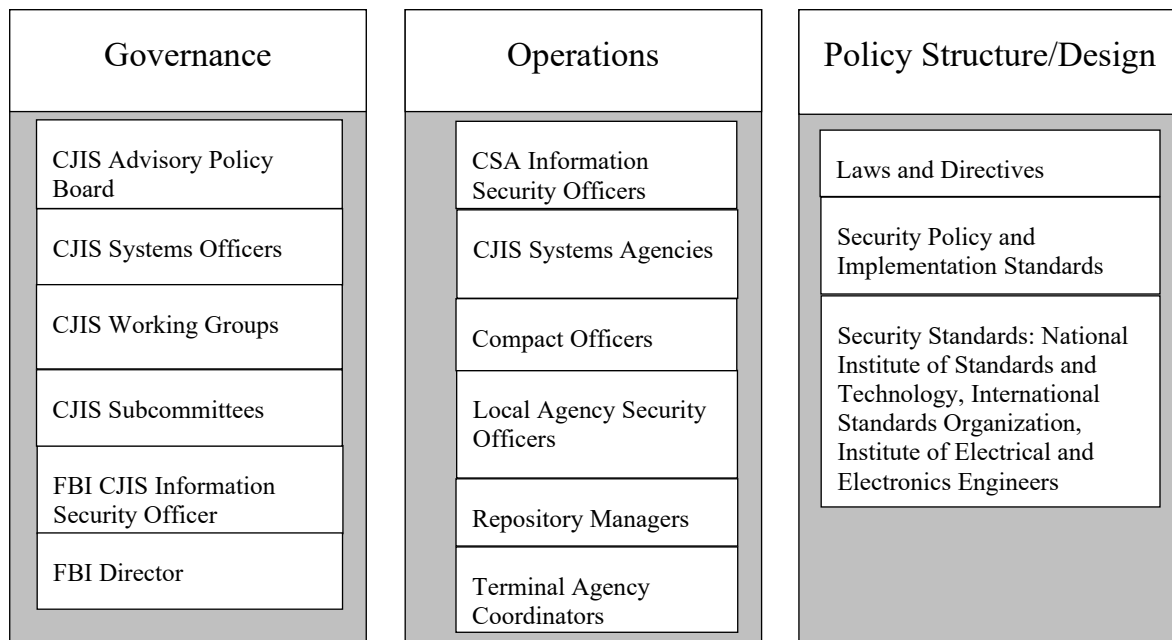 Governance
CJIS Advisory Policy
Board
CJIS Systems Officers
CJIS Working Groups
CJIS Subcommittees
FBI CJIS Information
Security Officer
FBI Director
Operations
CSA Information
Security Officers
CJIS Systems Agencies
Compact Officers
Local Agency Security
Officers
Repository Managers
Terminal Agency
Coordinators
Policy Structure/Design
Laws and Directives
Security Policy and
Implementation Standards
Security Standards: National
Institute of Standards and
Technology, International
Standards Organization,
Institute of Electrical and
Electronics Engineers